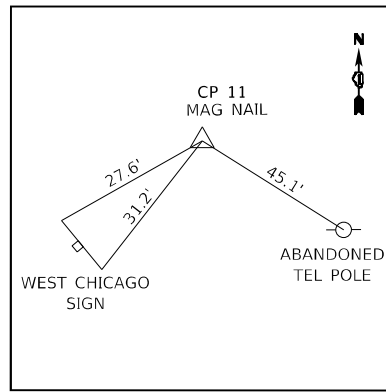 N
CP 11
MAG NAIL
27.6'
31.2'
45.1'
WEST CHICAGO
SIGN
ABANDONED
TEL POLE